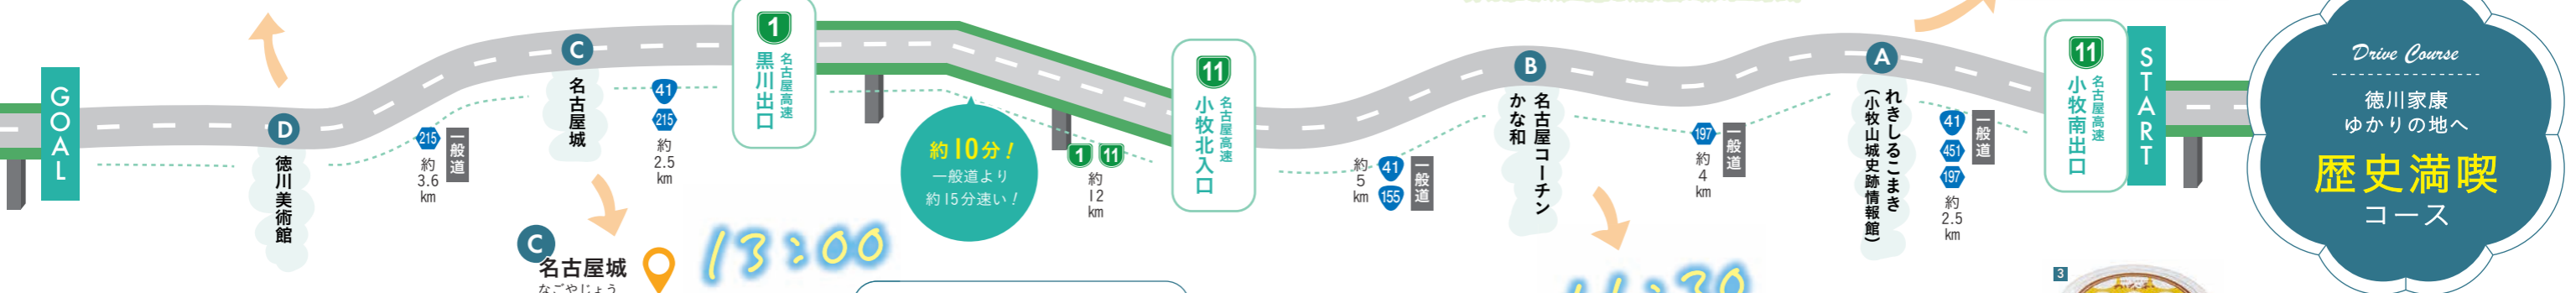 Drive Course
徳川家康
ゆかりの地へ
歴史満喫
コース
START
11
名古屋高速
小牧南出口
一般道
41
451
197
約
2.5
km
A
れきしるこまき
(小牧山城史跡情報館)
一般道
197
約
4
km
B
名古屋コーチン
かな和
一般道
41
155
約
5
km
11
名古屋高速
小牧北入口
1 11
約
12
km
約10分!
一般道より
約15分速い!
1
名古屋高速
黒川出口
41
215
約
2.5
km
C
名古屋城
一般道
215
約
3.6
km
D
徳川美術館
GOAL
3
11:30
13:00
C
名古屋城
なごやじょう